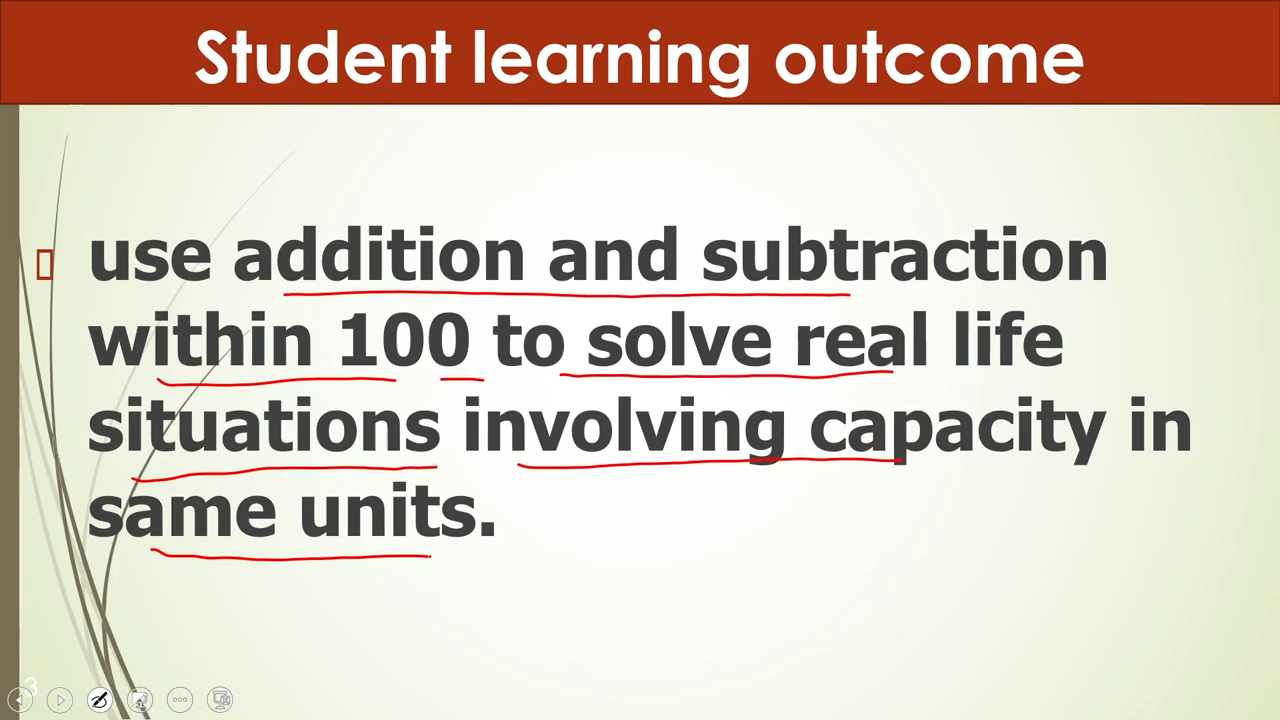 Student learning outcome
use addition and subtraction
within 100 to solve real life
situations involving capacity in
same units.
3